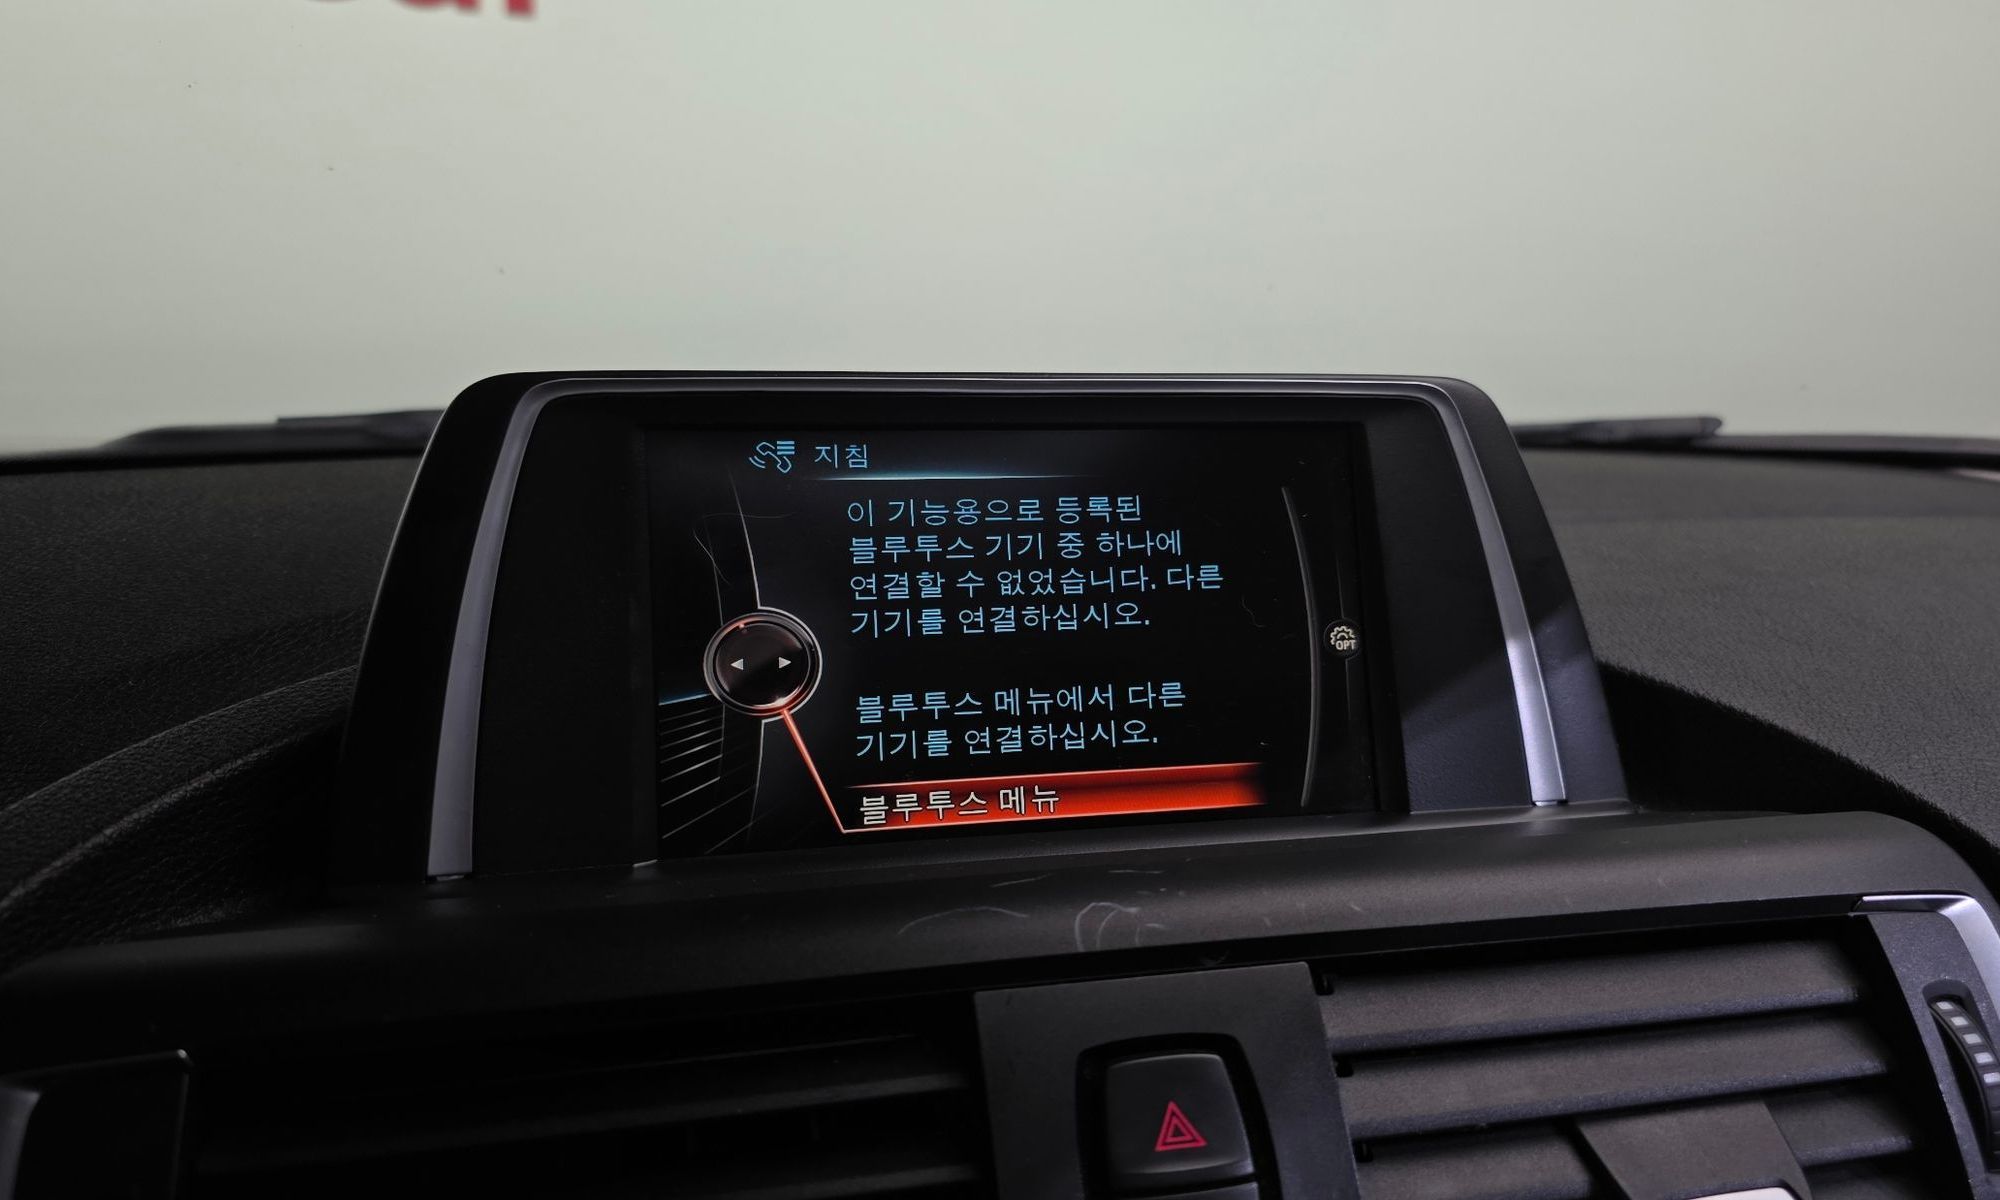 지침
이 기능용으로 등록된
블루투스 기기 중 하나에
연결할 수 없었습니다. 다른
기기를 연결하십시오.
블루투스 메뉴에서 다른
기기를 연결하십시오.
블루투스 메뉴
OPT